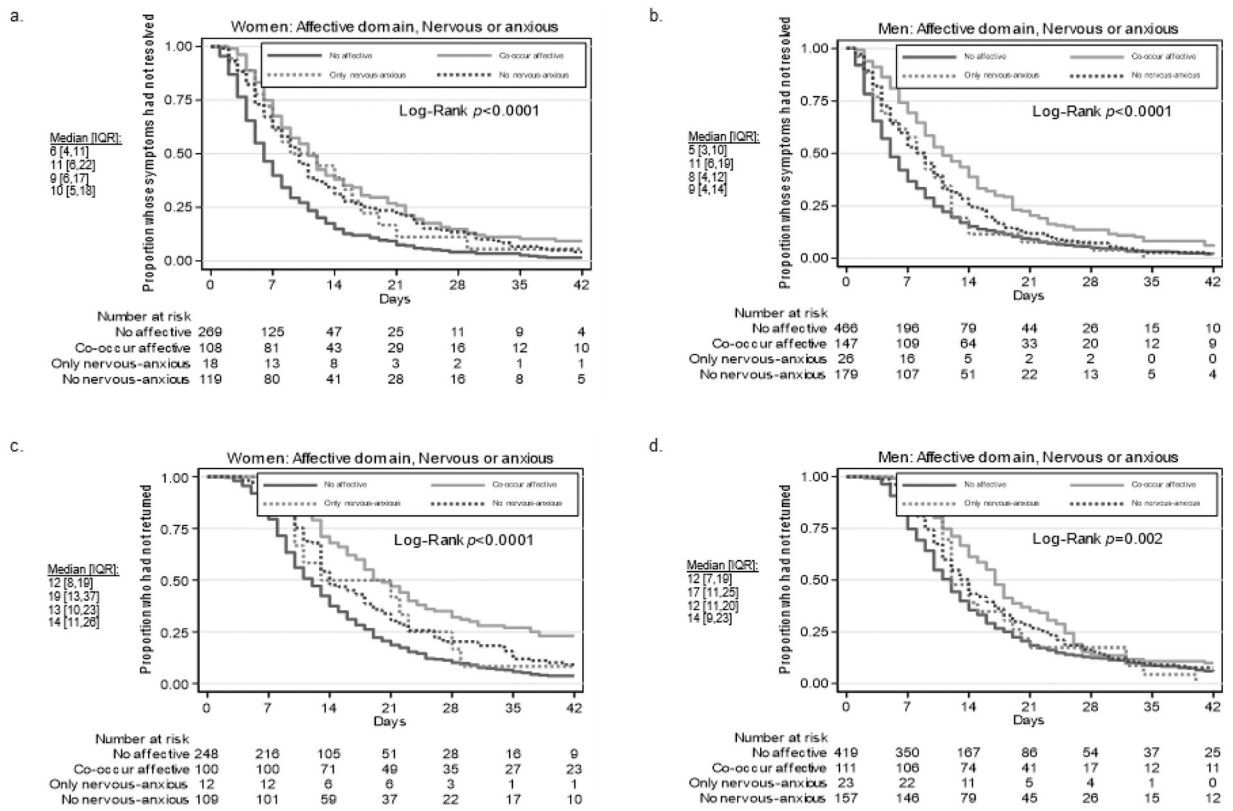 a.
Women: Affective domain, Nervous or anxious
Proportion whose symptoms had not resolved
1.00
0.75
0.50
0.25
0.00
No affective
Co-occur affective
Only nervous-anxious
No nervous-anxious
Log-Rank p<0.0001
Median [IQR]:
6 [4,11]
11 [6,22]
9 [6,17]
10 [5,18]
0 7 14 21 28 35 42
Days
Number at risk
No affective 269 125 47 25 11 9 4
Co-occur affective 108 81 43 29 16 12 10
Only nervous-anxious 18 13 8 3 2 1 1
No nervous-anxious 119 80 41 28 16 8 5
b.
Men: Affective domain, Nervous or anxious
Proportion whose symptoms had not resolved
1.00
0.75
0.50
0.25
0.00
No affective
Co-occur affective
Only nervous-anxious
No nervous-anxious
Log-Rank p<0.0001
Median [IQR]:
5 [3,10]
11 [6,19]
8 [4,12]
9 [4,14]
0 7 14 21 28 35 42
Days
Number at risk
No affective 466 196 79 44 26 15 10
Co-occur affective 147 109 64 33 20 12 9
Only nervous-anxious 26 16 5 2 2 0 0
No nervous-anxious 179 107 51 22 13 5 4
c.
Women: Affective domain, Nervous or anxious
Proportion who had not returned
1.00
0.75
0.50
0.25
0.00
No affective
Co-occur affective
Only nervous-anxious
No nervous-anxious
Log-Rank p<0.0001
Median [IQR]:
12 [8,19]
19 [13,37]
13 [10,23]
14 [11,26]
0 7 14 21 28 35 42
Days
Number at risk
No affective 248 216 105 51 28 16 9
Co-occur affective 100 100 71 49 35 27 23
Only nervous-anxious 12 12 6 6 3 1 1
No nervous-anxious 109 101 59 37 22 17 10
d.
Men: Affective domain, Nervous or anxious
Proportion who had not returned
1.00
0.75
0.50
0.25
0.00
No affective
Co-occur affective
Only nervous-anxious
No nervous-anxious
Log-Rank p=0.002
Median [IQR]:
12 [7,19]
17 [11,25]
12 [11,20]
14 [9,23]
0 7 14 21 28 35 42
Days
Number at risk
No affective 419 350 167 86 54 37 25
Co-occur affective 111 106 74 41 17 12 11
Only nervous-anxious 23 22 11 5 4 1 0
No nervous-anxious 157 146 79 45 26 15 12